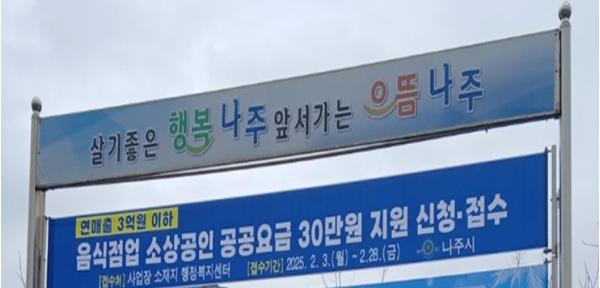 살기좋은 행복 나주 앞서가는 으뜸 나주
연매출 3억원 이하
음식점업 소상공인 공공요금 30만원 지원 신청·접수
[접수처] 사업장 소재지 행정복지센터 [접수기간] 2025. 2. 3.(월) ~ 2.28.(금) 나주시